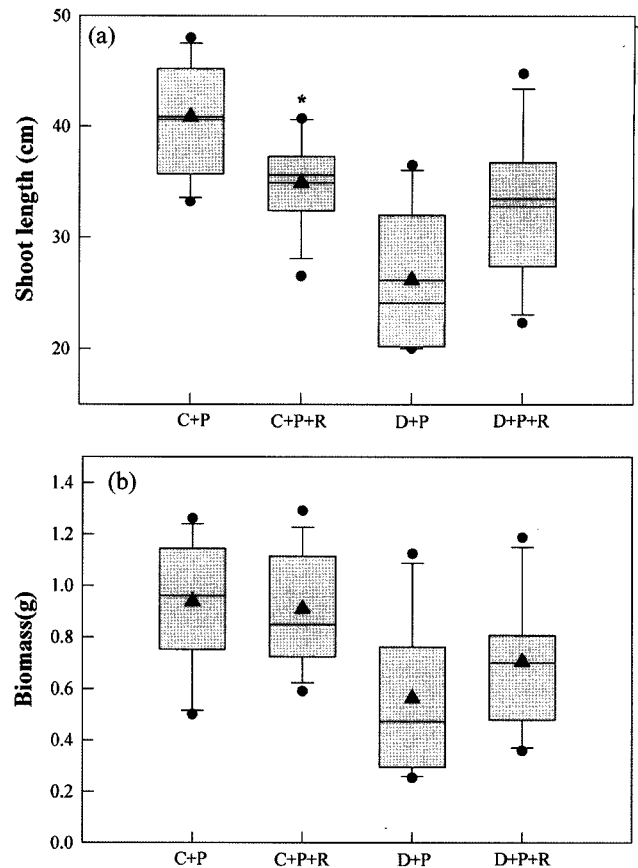 (a)
50
40
30
20
Shoot length (cm)
*
C+P C+P+R D+P D+P+R
(b)
1.4
1.2
1.0
0.8
0.6
0.4
0.2
0.0
Biomass(g)
C+P C+P+R D+P D+P+R